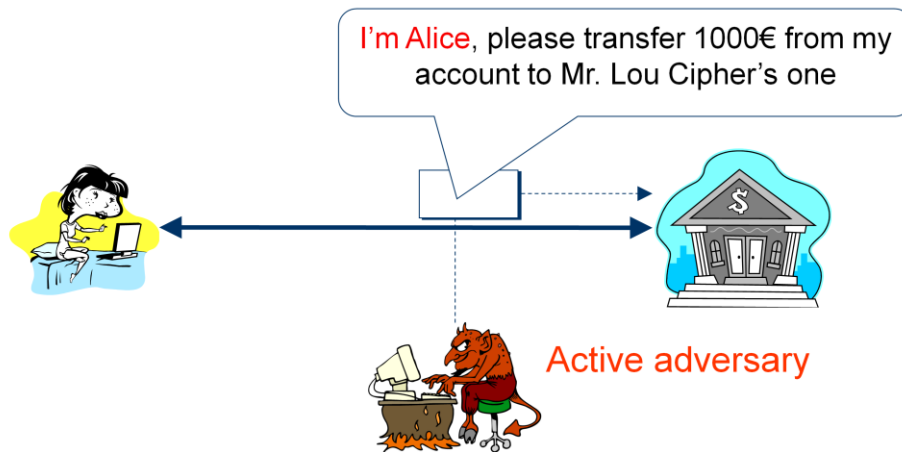 I’m Alice, please transfer 1000€ from my
account to Mr. Lou Cipher’s one
$
Active adversary